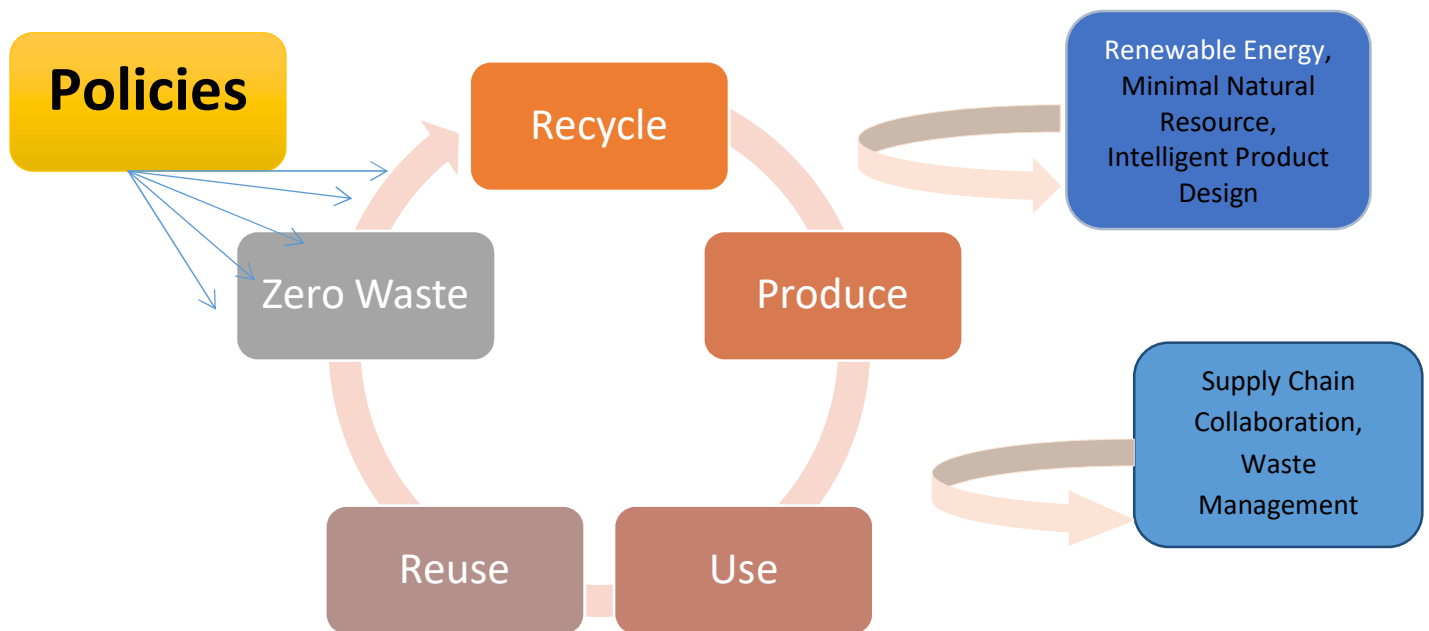 Policies
Recycle
Renewable Energy,
Minimal Natural
Resource,
Intelligent Product
Design
Zero Waste
Produce
Supply Chain
Collaboration,
Waste
Management
Reuse
Use